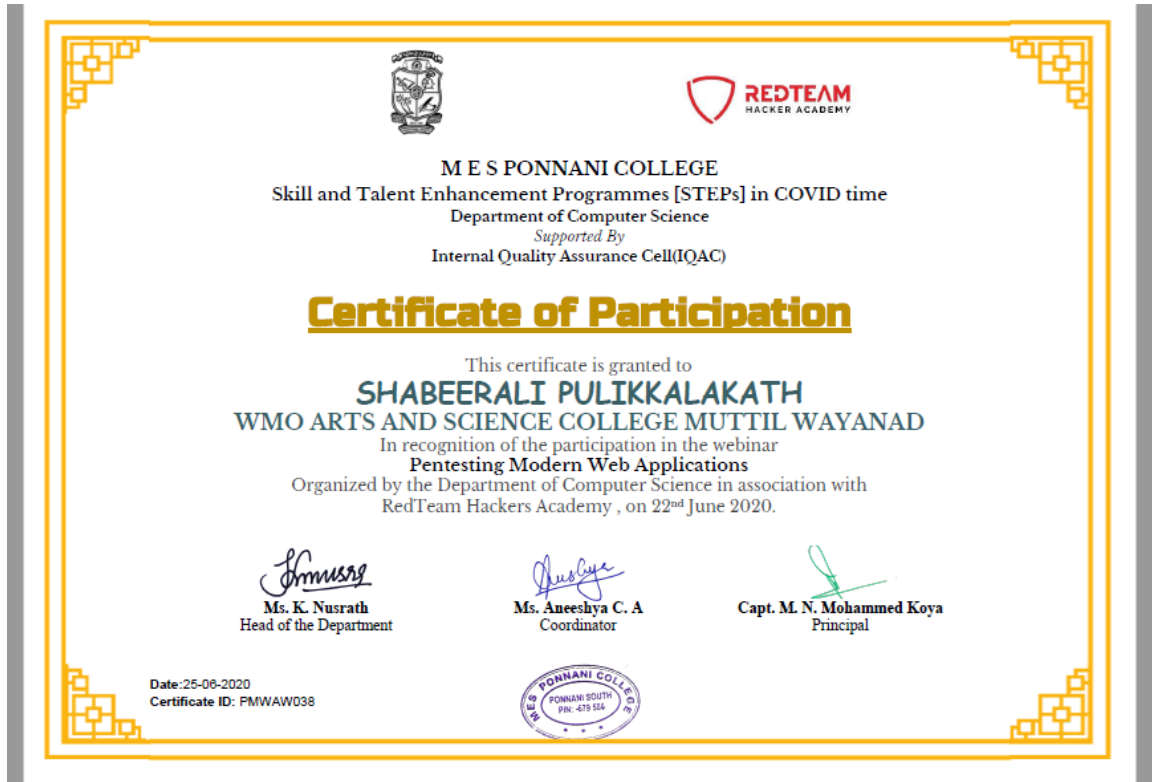 REDTEAM
HACKER ACADEMY
M E S PONNANI COLLEGE
Skill and Talent Enhancement Programmes [STEPs] in COVID time
Department of Computer Science
Supported By
Internal Quality Assurance Cell(IQAC)
Certificate of Participation
This certificate is granted to
SHABEERALI PULIKKALAKATH
WMO ARTS AND SCIENCE COLLEGE MUTTIL WAYANAD
In recognition of the participation in the webinar
Pentesting Modern Web Applications
Organized by the Department of Computer Science in association with
RedTeam Hackers Academy , on 22nd June 2020.
Ms. K. Nusrath
Head of the Department
Ms. Aneeshya C. A
Coordinator
Capt. M. N. Mohammed Koya
Principal
Date:25-06-2020
Certificate ID: PMWAW038
MES PONNANI COLLEGE
PONNANI SOUTH
PIN: -679 586